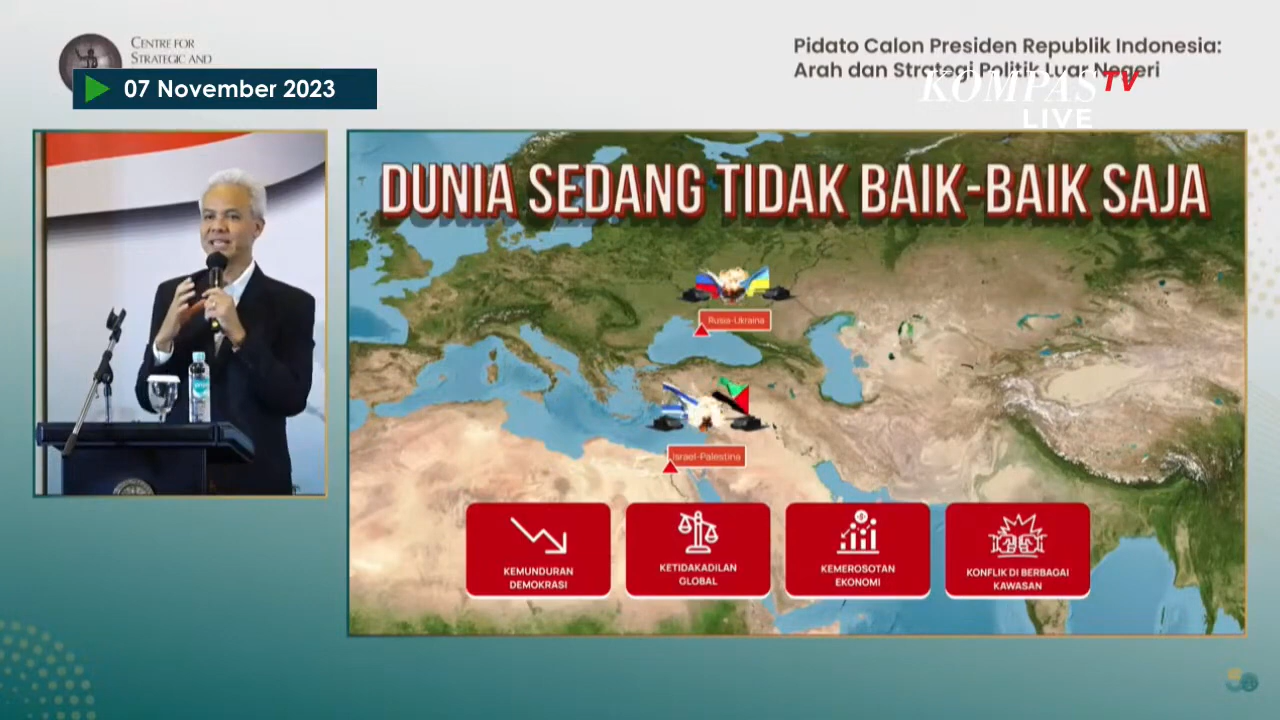 CENTRE FOR
STRATEGIC AND
07 November 2023
Pidato Calon Presiden Republik Indonesia:
Arah dan Strategi Politik Luar Negeri
KOMPAS TV
LIVE
DUNIA SEDANG TIDAK BAIK-BAIK SAJA
Rusia-Ukraina
Israel-Palestina
KEMUNDURAN
DEMOKRASI
KETIDAKADILAN
GLOBAL
KEMEROSOTAN
EKONOMI
KONFLIK DI BERBAGAI
KAWASAN